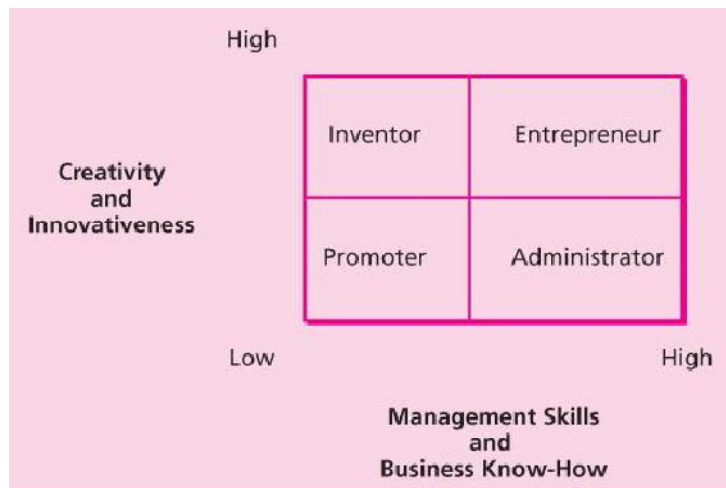 High
Inventor
Entrepreneur
Creativity
and
Innovativeness
Promoter
Administrator
Low
High
Management Skills
and
Business Know-How